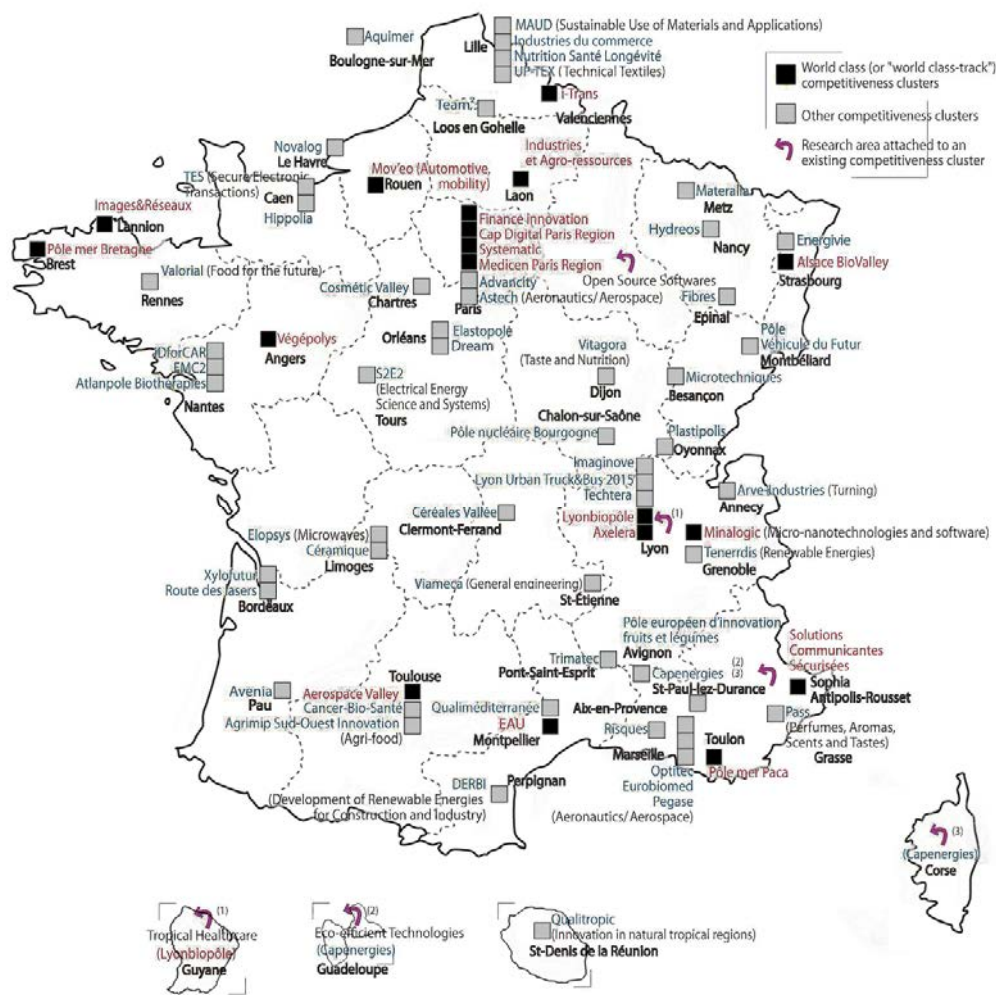 MAUD (Sustainable Use of Materials and Applications)
Aquimer
Industries du commerce
Boulogne-sur-Mer
Lille
Nutrition Santé Longévité
UP-TEX (Technical Textiles)
World class (or "world class-track")
competitiveness clusters
Other competitiveness clusters
Research area attached to an
existing competitiveness cluster
i-Trans
Valenciennes
Team²
Loos en Gohelle
Novalog
Le Havre
Industries
et Agro-ressources
Laon
Mov'eo (Automotive,
mobility)
Rouen
TES (Secure Electronic
Transactions)
Caen
Hippolia
Materalia
Metz
Images&Réseaux
Lannion
Hydreos
Nancy
Finance innovation
Cap Digital Paris Region
Systematic
Medicen Paris Region
Advancity
Astech (Aeronautics/Aerospace)
Paris
Open Source Softwares
Energivie
Alsace BioValley
Strasbourg
Pôle mer Bretagne
Brest
Valorial (Food for the future)
Rennes
Cosmétic Valley
Chartres
Fibres
Epinal
Végépolys
Angers
Orléans
Elastopole
Dream
Vitagora
(Taste and Nutrition)
Dijon
Pôle
Véhicule du Futur
Montbéliard
IDforCAR
EMC2
Atlanpole Biothérapies
Nantes
S2E2
(Electrical Energy
Science and Systems)
Tours
Microtechniques
Besançon
Chalon-sur-Saône
Pôle nucléaire Bourgogne
Plastipolis
Oyonnax
Imaginove
Lyon Urban Truck&Bus 2015
Techtera
Lyonbiopôle
(1)
Axelera
Lyon
Arve-Industries (Turning)
Annecy
Céréales Vallée
Clermont-Ferrand
Minalogic (Micro-nanotechnologies and software)
Tenerrdis (Renewable Energies)
Grenoble
Elopsys (Microwaves)
Céramique
Limoges
Xylofutur
Route des lasers
Bordeaux
Viameca (General engineering)
St-Étienne
Pôle européen d'innovation
fruits et légumes
Avignon
Trimatec
Pont-Saint-Esprit
Capenergies
(2)
(3)
St-Paul-lez-Durance
Solutions
Communicantes
Sécurisées
Sophia
Antipolis-Rousset
Avenia
Pau
Toulouse
Aerospace Valley
Cancer-Bio-Santé
Agrimip Sud-Ouest Innovation
(Agri-food)
Qualiméditerranée
EAU
Montpellier
Aix-en-Provence
Risques
Marseille
Toulon
Pôle mer Paca
Optitec
Eurobiomed
Pegase
(Aeronautics/Aerospace)
Pass
(Perfumes, Aromas,
Scents and Tastes)
Grasse
DERBI
Perpignan
(Development of Renewable Energies
for Construction and Industry)
(3)
(Capenergies)
Corse
(1)
Tropical Healthcare
(Lyonbiopôle)
Guyane
(2)
Eco-efficient Technologies
(Capenergies)
Guadeloupe
Qualitropic
(Innovation in natural tropical regions)
St-Denis de la Réunion